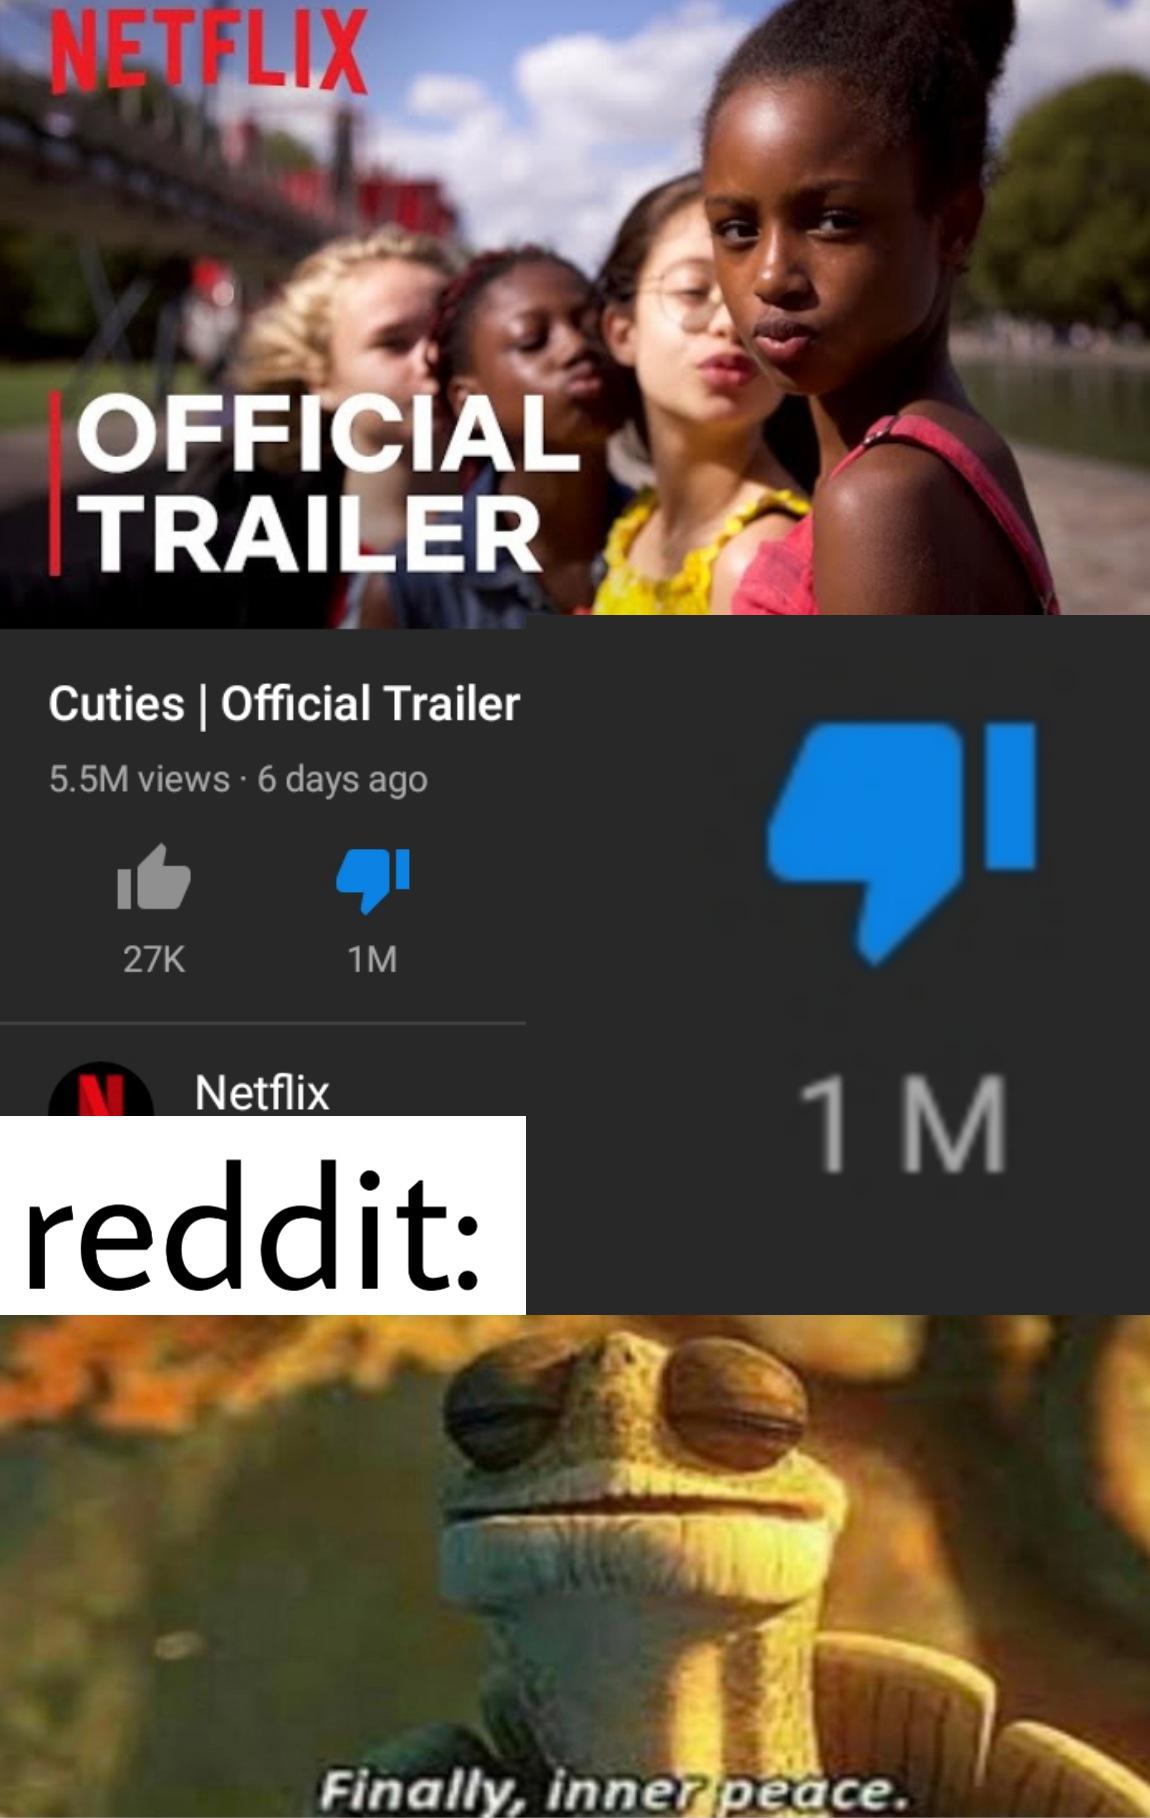 NETFLIX
OFFICIAL
TRAILER
Cuties | Official Trailer
5.5M views · 6 days ago
27K
1M
1 M
N
Netflix
reddit:
Finally, inner peace.